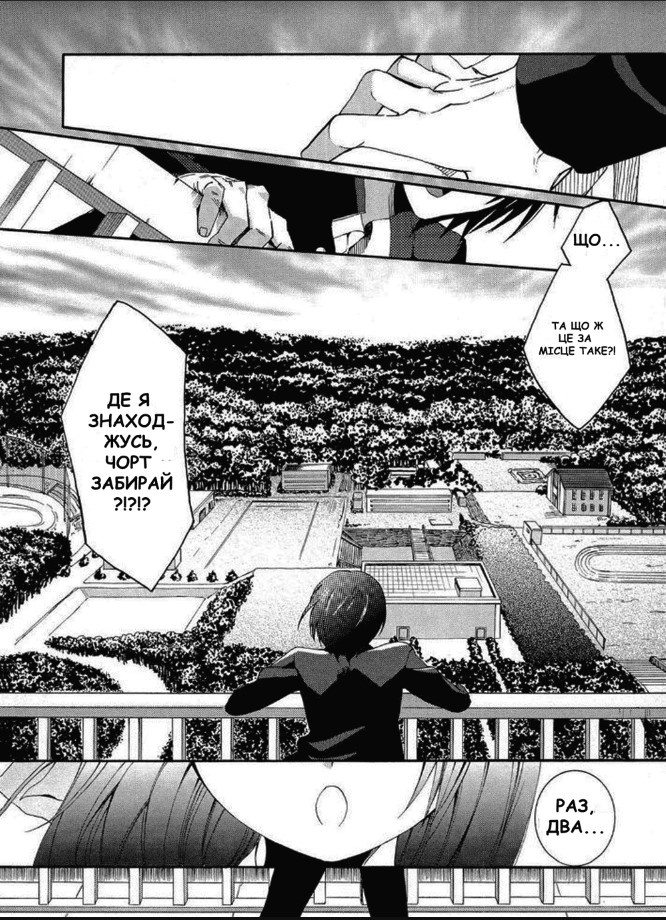 ЩО...
ТА ЩО Ж
ЦЕ ЗА
МІСЦЕ ТАКЕ?!
ДЕ Я
ЗНАХОД-
ЖУСЬ,
ЧОРТ
ЗАБИРАЙ
?!?!?
РАЗ,
ДВА...